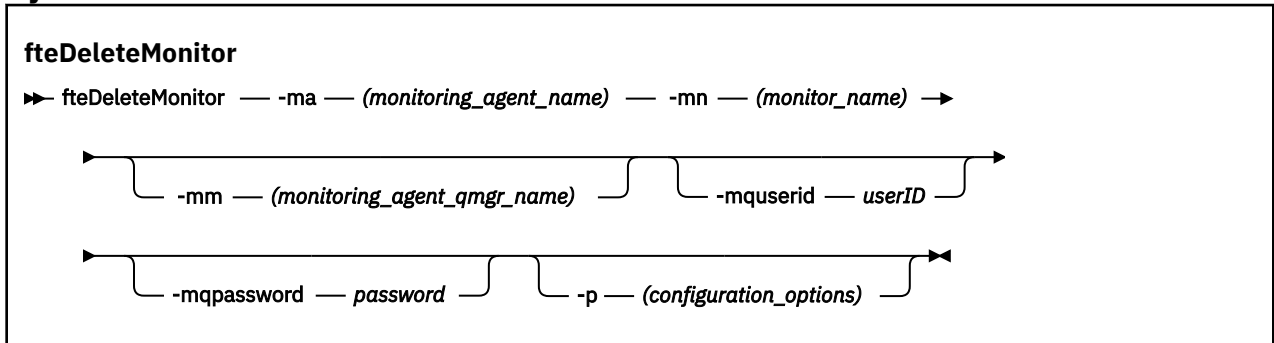 fteDeleteMonitor
fteDeleteMonitor -ma (monitoring_agent_name) -mn (monitor_name)
-mm (monitoring_agent_qmgr_name) -mquserid userID
-mqpassword password -p (configuration_options)